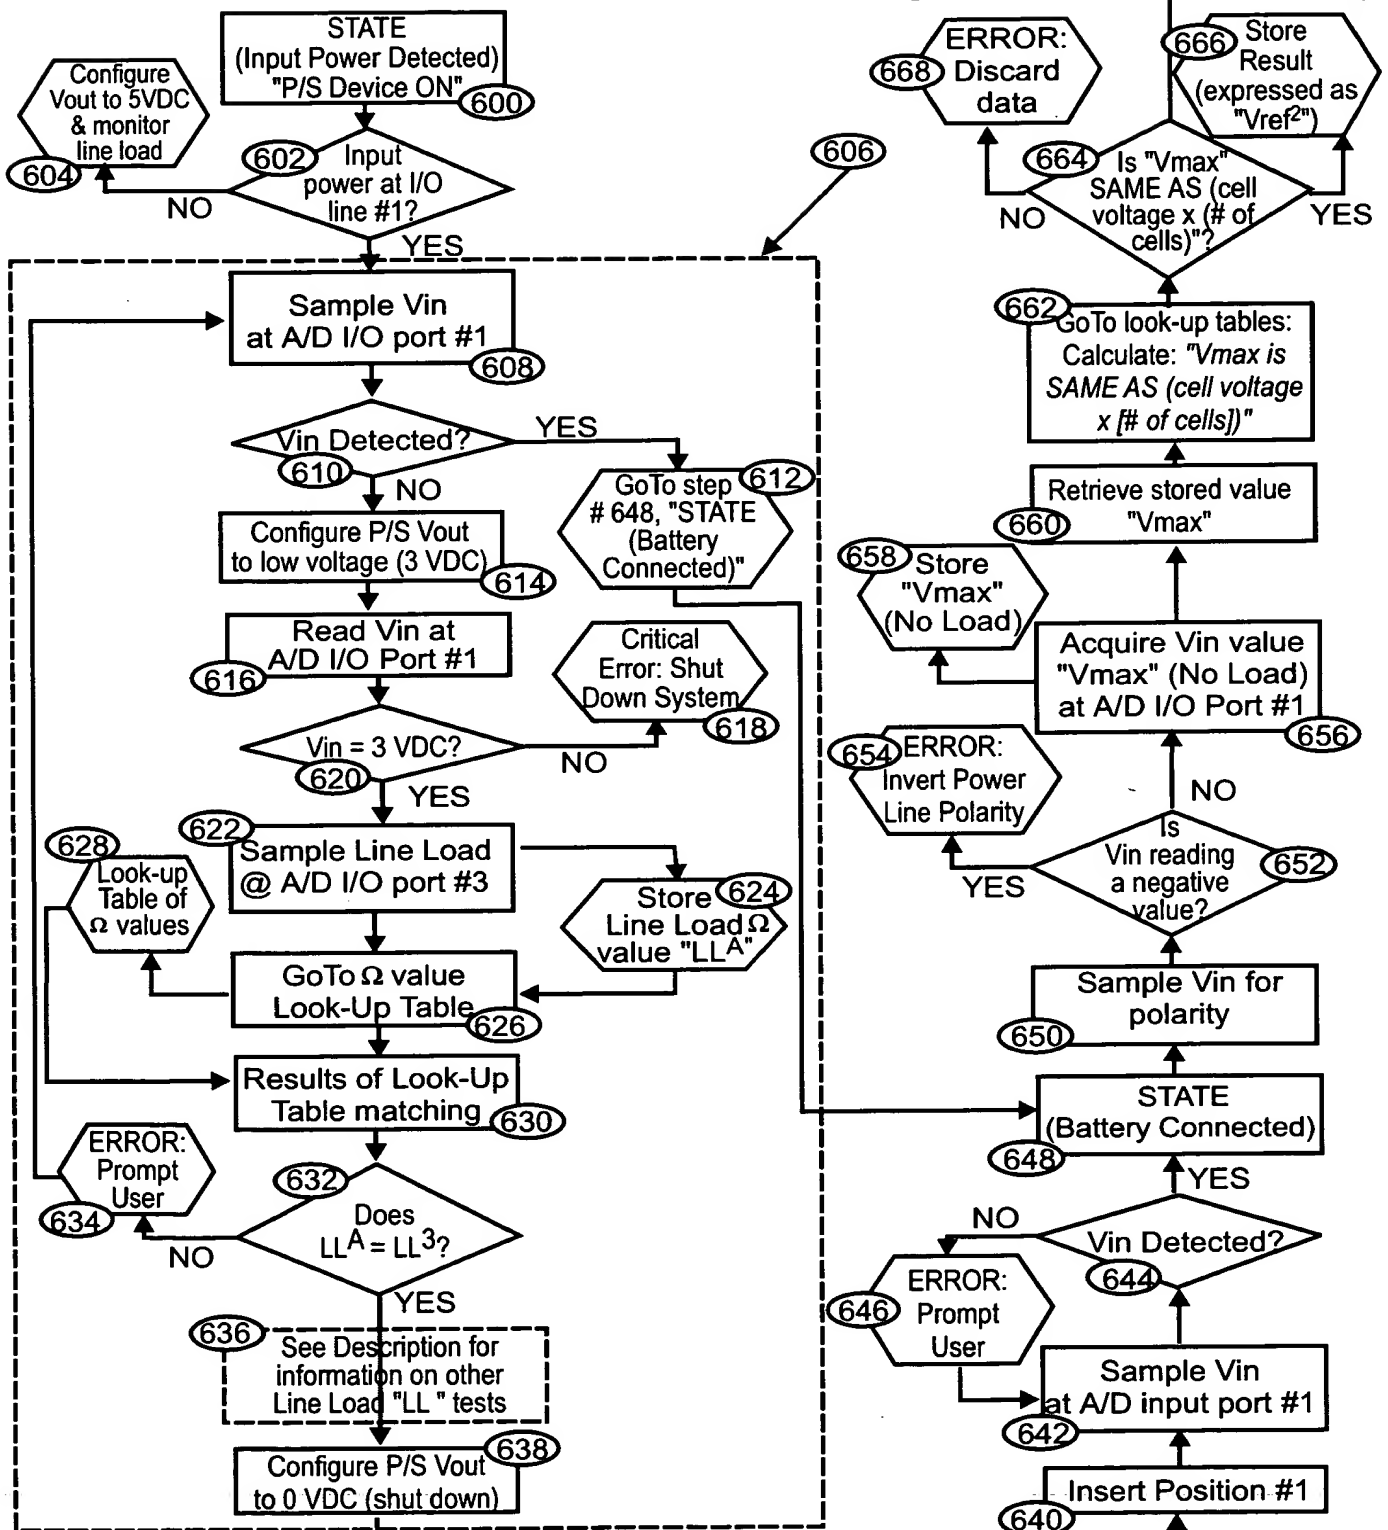 STATE
(Input Power Detected)
"P/S Device ON"
600
Configure
Vout to 5VDC
& monitor
line load
604
602
Input
power at I/O
line #1?
NO
YES
606
Sample Vin
at A/D I/O port #1
608
Vin Detected?
610
YES
NO
GoTo step
# 648, "STATE
(Battery
Connected)"
612
Configure P/S Vout
to low voltage (3 VDC)
614
Read Vin at
A/D I/O Port #1
616
Critical
Error: Shut
Down System
618
Vin = 3 VDC?
620
NO
YES
622
Sample Line Load
@ A/D I/O port #3
624
Store
Line Load Ω
value "LLA"
628
Look-up
Table of
Ω values
GoTo Ω value
Look-Up Table
626
Results of Look-Up
Table matching
630
ERROR:
Prompt
User
634
632
Does
LLA = LL3?
NO
YES
636
See Description for
information on other
Line Load "LL " tests
638
Configure P/S Vout
to 0 VDC (shut down)
668
ERROR:
Discard
data
666
Store
Result
(expressed as
"Vref2")
664
Is "Vmax"
SAME AS (cell
voltage x (# of
cells)"?
NO
YES
662
GoTo look-up tables:
Calculate: "Vmax is
SAME AS (cell voltage
x [# of cells])"
Retrieve stored value
"Vmax"
660
658
Store
"Vmax"
(No Load)
Acquire Vin value
"Vmax" (No Load)
at A/D I/O Port #1
656
654
ERROR:
Invert Power
Line Polarity
NO
Is
Vin reading
a negative
value?
652
YES
Sample Vin for
polarity
650
STATE
(Battery Connected)
648
YES
NO
Vin Detected?
644
646
ERROR:
Prompt
User
Sample Vin
at A/D input port #1
642
Insert Position #1
640